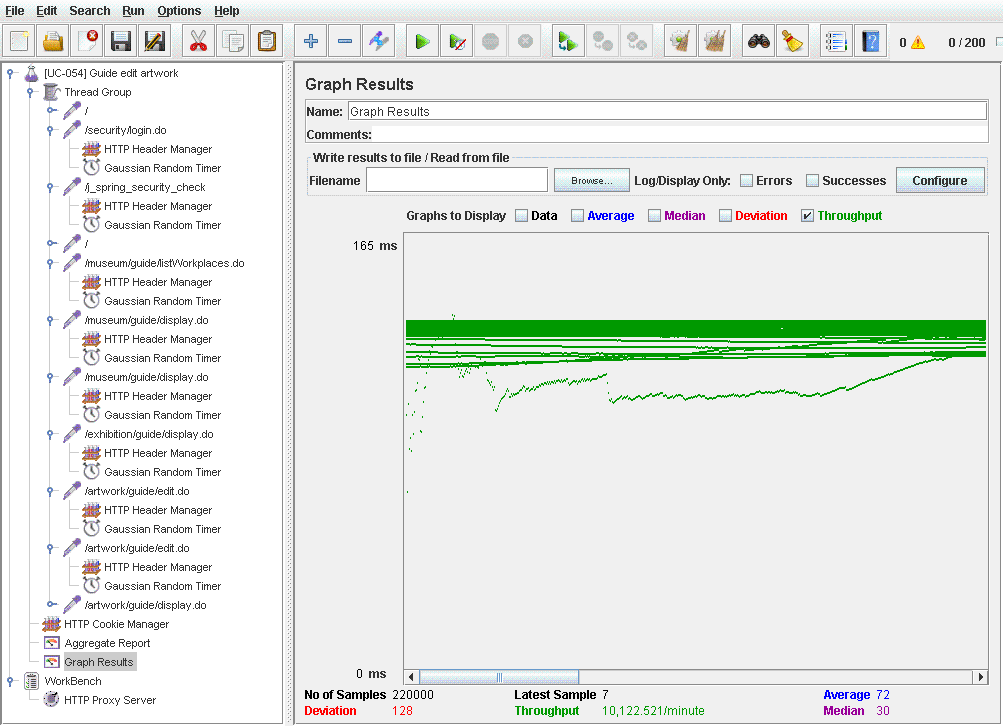 File Edit Search Run Options Help
0 0 / 200
[UC-054] Guide edit artwork
Thread Group
/
/security/login.do
HTTP Header Manager
Gaussian Random Timer
/j_spring_security_check
HTTP Header Manager
Gaussian Random Timer
/
/museum/guide/listWorkplaces.do
HTTP Header Manager
Gaussian Random Timer
/museum/guide/display.do
HTTP Header Manager
Gaussian Random Timer
/museum/guide/display.do
HTTP Header Manager
Gaussian Random Timer
/exhibition/guide/display.do
HTTP Header Manager
Gaussian Random Timer
/artwork/guide/edit.do
HTTP Header Manager
Gaussian Random Timer
/artwork/guide/edit.do
HTTP Header Manager
Gaussian Random Timer
/artwork/guide/display.do
HTTP Cookie Manager
Aggregate Report
Graph Results
WorkBench
HTTP Proxy Server
Graph Results
Name: Graph Results
Comments:
Write results to file / Read from file
Filename Browse... Log/Display Only: Errors Successes Configure
Graphs to Display Data Average Median Deviation Throughput
165 ms
0 ms
No of Samples 220000 Latest Sample 7 Average 72
Deviation 128 Throughput 10,122.521/minute Median 30